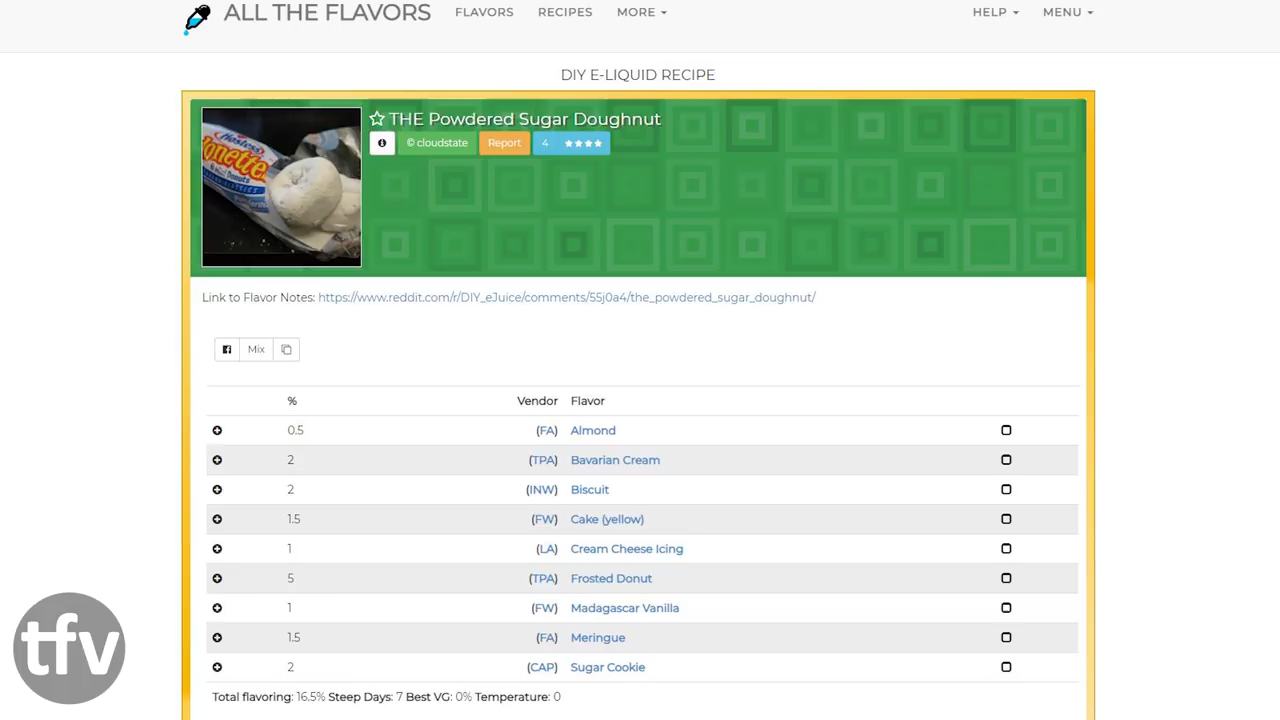 ALL THE FLAVORS FLAVORS RECIPES MORE HELP MENU
DIY E-LIQUID RECIPE
THE Powdered Sugar Doughnut
© cloudstate Report 4
Hostess
Donettes
Link to Flavor Notes: https://www.reddit.com/r/DIY_eJuice/comments/55j0a4/the_powdered_sugar_doughnut/
Mix
% Vendor Flavor
0.5 (FA) Almond
2 (TPA) Bavarian Cream
2 (INW) Biscuit
1.5 (FW) Cake (yellow)
1 (LA) Cream Cheese Icing
5 (TPA) Frosted Donut
1 (FW) Madagascar Vanilla
1.5 (FA) Meringue
2 (CAP) Sugar Cookie
Total flavoring: 16.5% Steep Days: 7 Best VG: 0% Temperature: 0
tfv